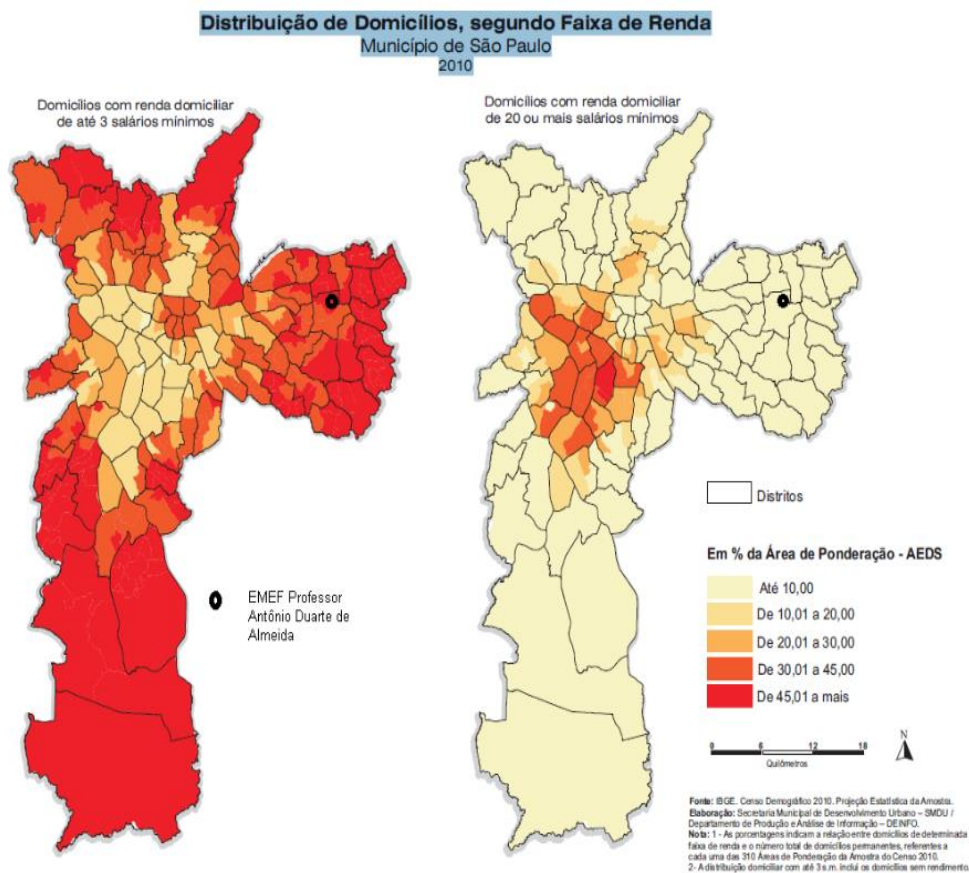 Distribuição de Domicílios, segundo Faixa de Renda
Município de São Paulo
2010
Domicílios com renda domiciliar
de até 3 salários mínimos
Domicílios com renda domiciliar
de 20 ou mais salários mínimos
EMEF Professor
Antônio Duarte de
Almeida
Distritos
Em % da Área de Ponderação - AEDS
Até 10,00
De 10,01 a 20,00
De 20,01 a 30,00
De 30,01 a 45,00
De 45,01 a mais
0 6 12 18
Quilômetros
N
Fonte: IBGE. Censo Demográfico 2010. Projeção Estatística da Amostra.
Elaboração: Secretaria Municipal de Desenvolvimento Urbano – SMDU /
Departamento de Produção e Análise de Informação – DEINFO.
Nota: 1 - As porcentagens indicam a relação entre domicílios de determinada
faixa de renda e o número total de domicílios permanentes, referentes a
cada uma das 310 Áreas de Ponderação da Amostra do Censo 2010.
2- A distribuição domiciliar com até 3 s.m. inclui os domicílios sem rendimento.